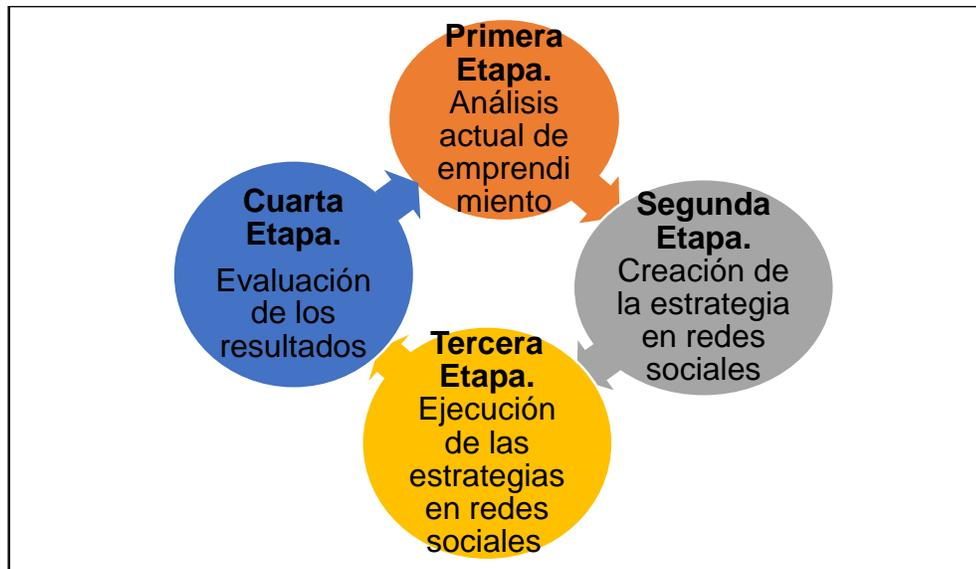 Primera
Etapa.
Análisis
actual de
emprendi
miento
Segunda
Etapa.
Creación de
la estrategia
en redes
sociales
Tercera
Etapa.
Ejecución
de las
estrategias
en redes
sociales
Cuarta
Etapa.
Evaluación
de los
resultados